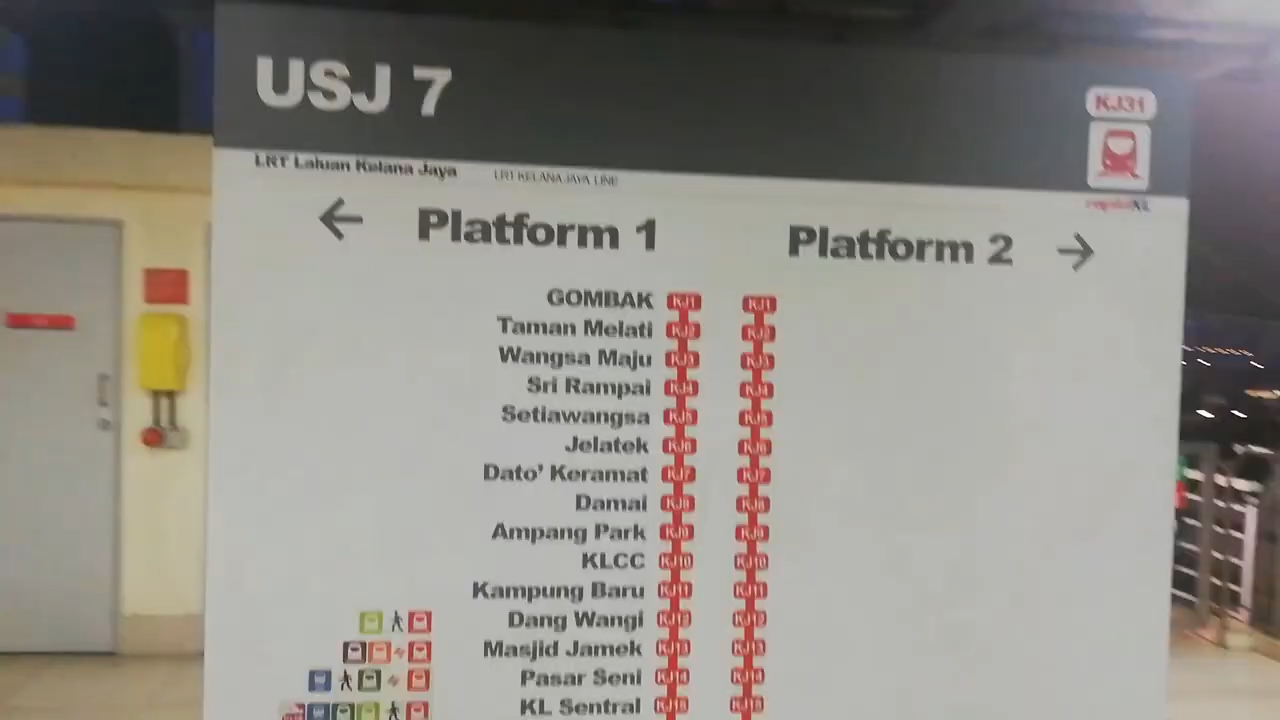 USJ 7
KJ31
LRT Laluan Kelana Jaya
LRT KELANA JAYA LINE
rapidKL
← Platform 1
Platform 2 →
GOMBAK KJ1 KJ1
Taman Melati KJ2 KJ2
Wangsa Maju KJ3 KJ3
Sri Rampai KJ4 KJ4
Setiawangsa KJ5 KJ5
Jelatek KJ6 KJ6
Dato' Keramat KJ7 KJ7
Damai KJ8 KJ8
Ampang Park KJ9 KJ9
KLCC KJ10 KJ10
Kampung Baru KJ11 KJ11
Dang Wangi KJ12 KJ12
Masjid Jamek KJ13 KJ13
Pasar Seni KJ14 KJ14
KL Sentral KJ15 KJ15